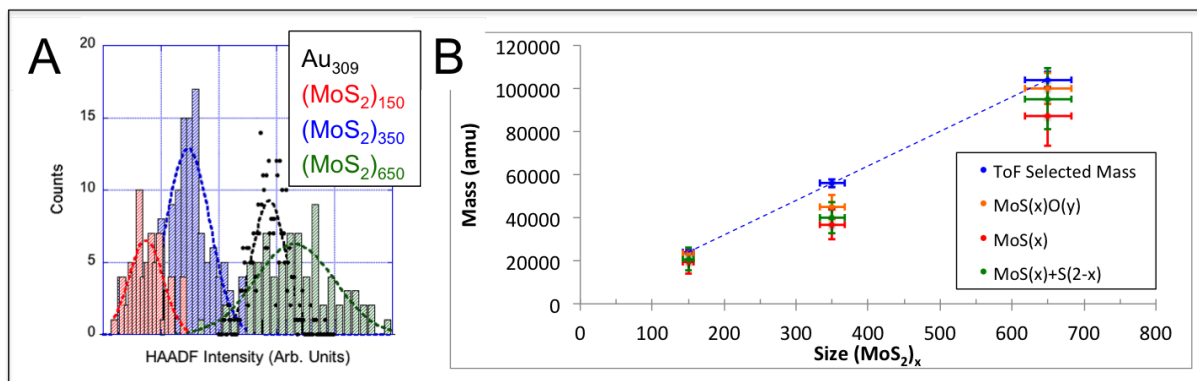 A
20
15
10
5
0
Counts
HAADF Intensity (Arb. Units)
Au₃₀₉
(MoS₂)₁₅₀
(MoS₂)₃₅₀
(MoS₂)₆₅₀
B
120000
100000
80000
60000
40000
20000
0
Mass (amu)
0 100 200 300 400 500 600 700 800
Size (MoS₂)ₓ
ToF Selected Mass
MoS(x)O(y)
MoS(x)
MoS(x)+S(2-x)